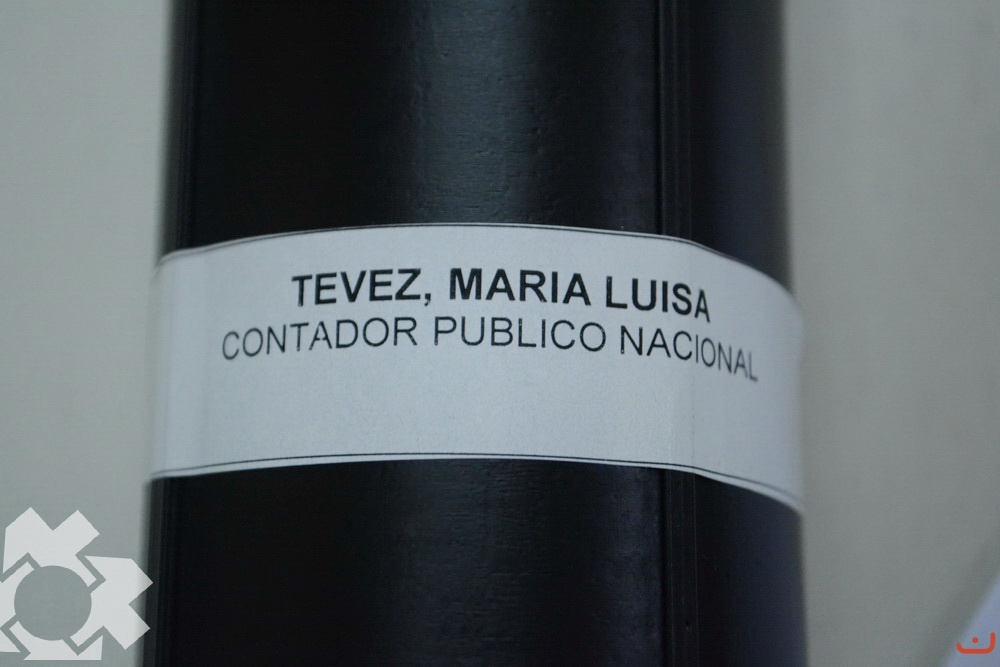 TEVEZ, MARIA LUISA
CONTADOR PUBLICO NACIONAL